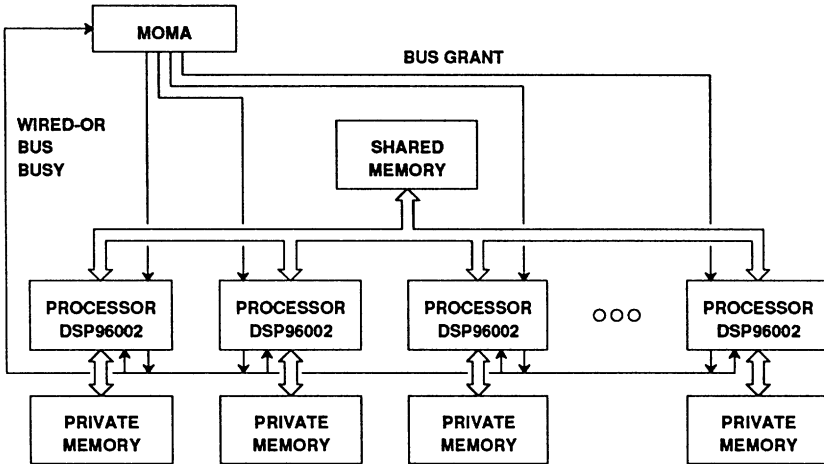 MOMA
BUS GRANT
WIRED-OR
BUS
BUSY
SHARED
MEMORY
PROCESSOR
DSP96002
PROCESSOR
DSP96002
PROCESSOR
DSP96002
PROCESSOR
DSP96002
PRIVATE
MEMORY
PRIVATE
MEMORY
PRIVATE
MEMORY
PRIVATE
MEMORY